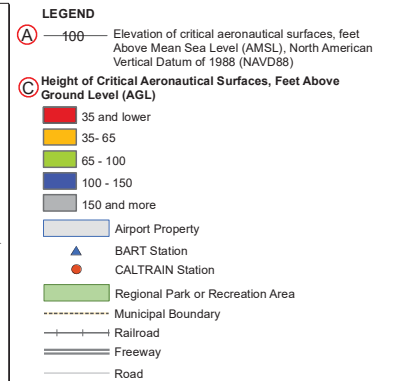 LEGEND
A 100 Elevation of critical aeronautical surfaces, feet
Above Mean Sea Level (AMSL), North American
Vertical Datum of 1988 (NAVD88)
C Height of Critical Aeronautical Surfaces, Feet Above
Ground Level (AGL)
35 and lower
35- 65
65 - 100
100 - 150
150 and more
Airport Property
BART Station
CALTRAIN Station
Regional Park or Recreation Area
Municipal Boundary
Railroad
Freeway
Road